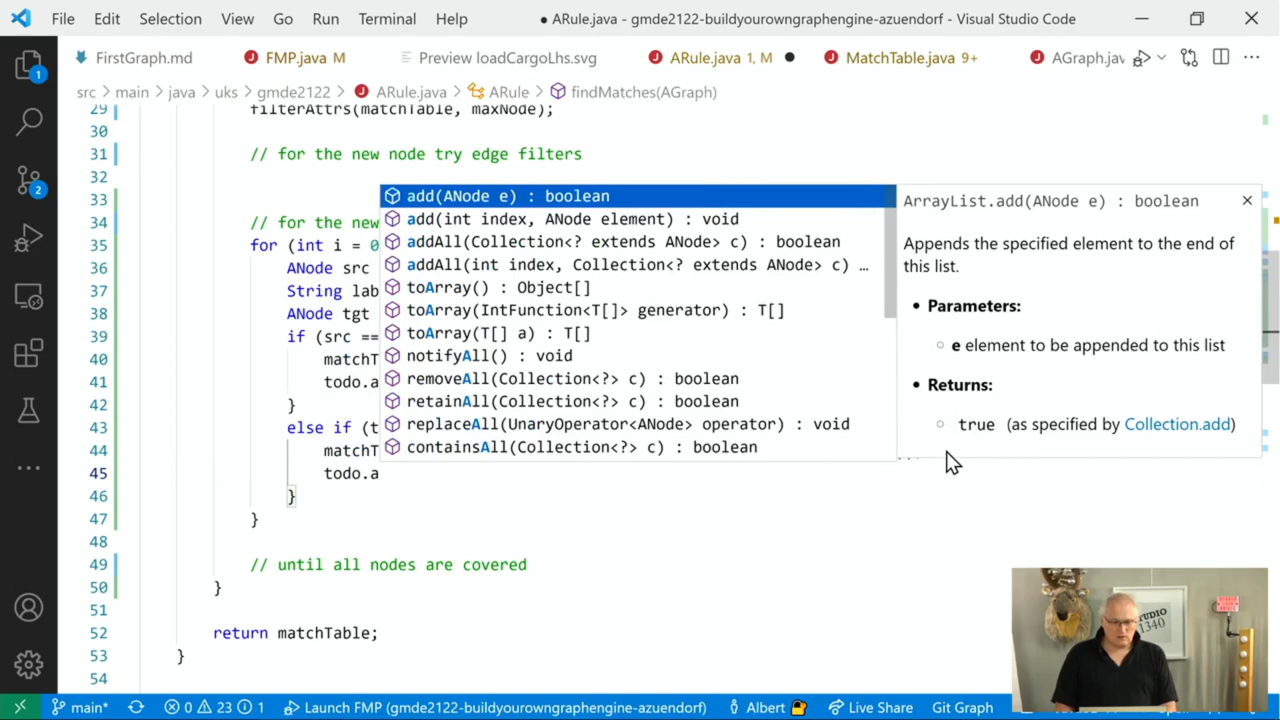 File Edit Selection View Go Run Terminal Help ● ARule.java - gmde2122-buildyourowngraphengine-azuendorf - Visual Studio Code
FirstGraph.md FMP.java M Preview loadCargoLhs.svg ARule.java 1, M MatchTable.java 9+ AGraph.jav
src > main > java > uks > gmde2122 > ARule.java > ARule > findMatches(AGraph)
29 filterAttrs(matchTable, maxNode);
30
31 // for the new node try edge filters
32
33
34 // for the new
35 for (int i = 0
36 ANode src
37 String lab
38 ANode tgt
39 if (src ==
40 matchT
41 todo.a
42 }
43 else if (t
44 matchT
45 todo.a
46 }
47 }
48
49 // until all nodes are covered
50 }
51
52 return matchTable;
53 }
54
add(ANode e) : boolean
add(int index, ANode element) : void
addAll(Collection<? extends ANode> c) : boolean
addAll(int index, Collection<? extends ANode> c) …
toArray() : Object[]
toArray(IntFunction<T[]> generator) : T[]
toArray(T[] a) : T[]
notifyAll() : void
removeAll(Collection<?> c) : boolean
retainAll(Collection<?> c) : boolean
replaceAll(UnaryOperator<ANode> operator) : void
containsAll(Collection<?> c) : boolean
ArrayList.add(ANode e) : boolean
Appends the specified element to the end of
this list.
• Parameters:
○ e element to be appended to this list
• Returns:
○ true (as specified by Collection.add)
1
2
STUDIO
1340
main* 0 23 1 Launch FMP (gmde2122-buildyourowngraphengine-azuendorf) Albert Live Share Git Graph